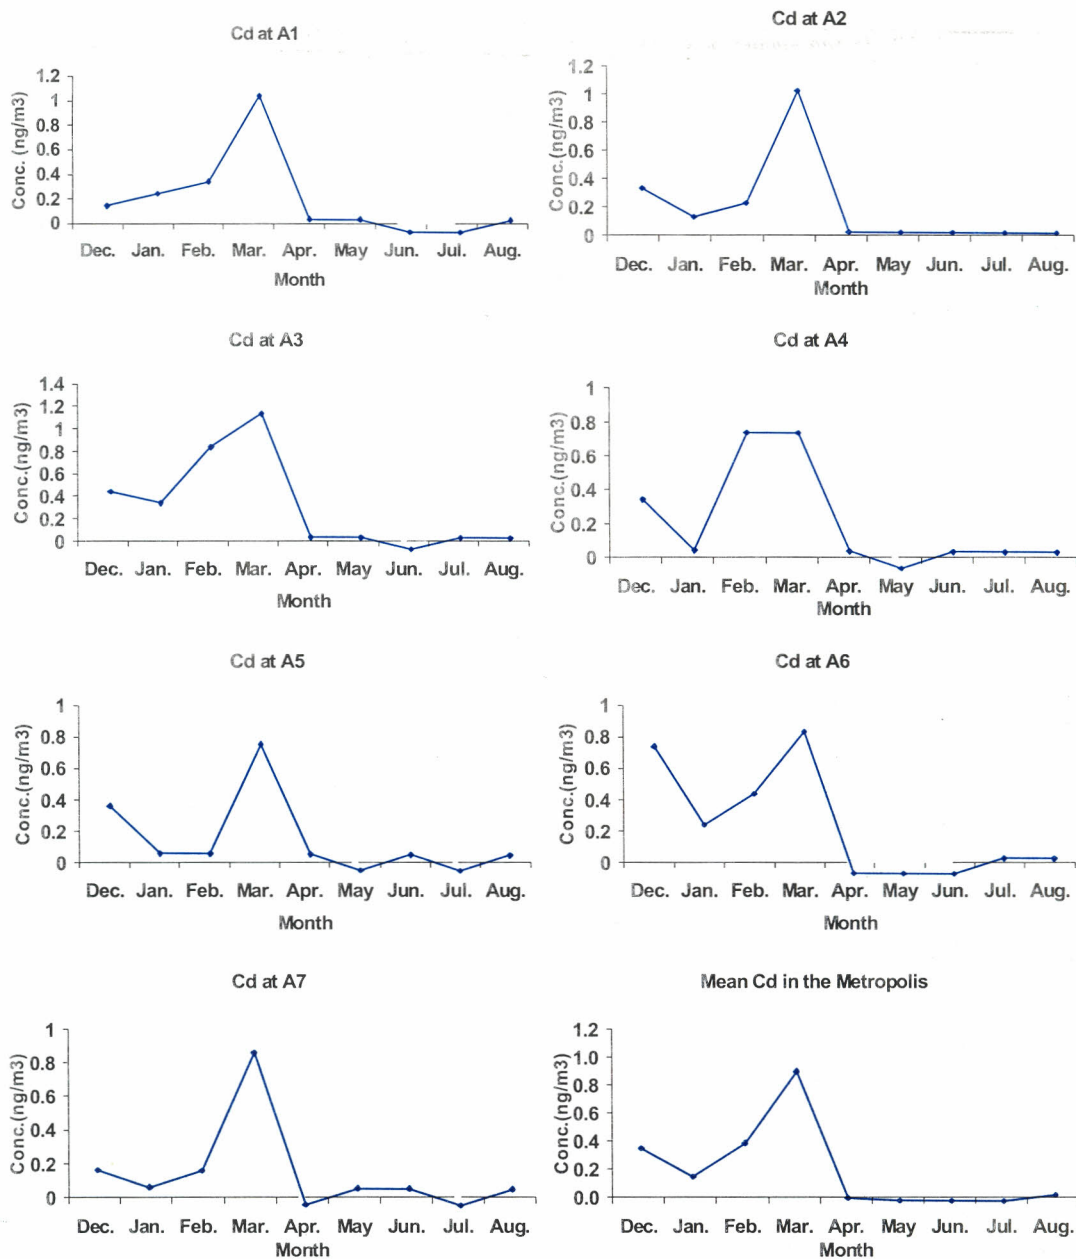 Cd at A1
Conc. (ng/m3)
1.2
1
0.8
0.6
0.4
0.2
0
Dec. Jan. Feb. Mar. Apr. May Jun. Jul. Aug.
Month
Cd at A2
Conc.(ng/m3)
1.2
1
0.8
0.6
0.4
0.2
0
Dec. Jan. Feb. Mar. Apr. May Jun. Jul. Aug.
Month
Cd at A3
Conc.(ng/m3)
1.4
1.2
1
0.8
0.6
0.4
0.2
0
Dec. Jan. Feb. Mar. Apr. May Jun. Jul. Aug.
Month
Cd at A4
Conc.(ng/m3)
1
0.8
0.6
0.4
0.2
0
Dec. Jan. Feb. Mar. Apr. May Jun. Jul. Aug.
Month
Cd at A5
Conc.(ng/m3)
1
0.8
0.6
0.4
0.2
0
Dec. Jan. Feb. Mar. Apr. May Jun. Jul. Aug.
Month
Cd at A6
Conc.(ng/m3)
1
0.8
0.6
0.4
0.2
0
Dec. Jan. Feb. Mar. Apr. May Jun. Jul. Aug.
Month
Cd at A7
Conc.(ng/m3)
1
0.8
0.6
0.4
0.2
0
Dec. Jan. Feb. Mar. Apr. May Jun. Jul. Aug.
Month
Mean Cd in the Metropolis
Conc.(ng/m3)
1.2
1.0
0.8
0.6
0.4
0.2
0.0
Dec. Jan. Feb. Mar. Apr. May Jun. Jul. Aug.
Month